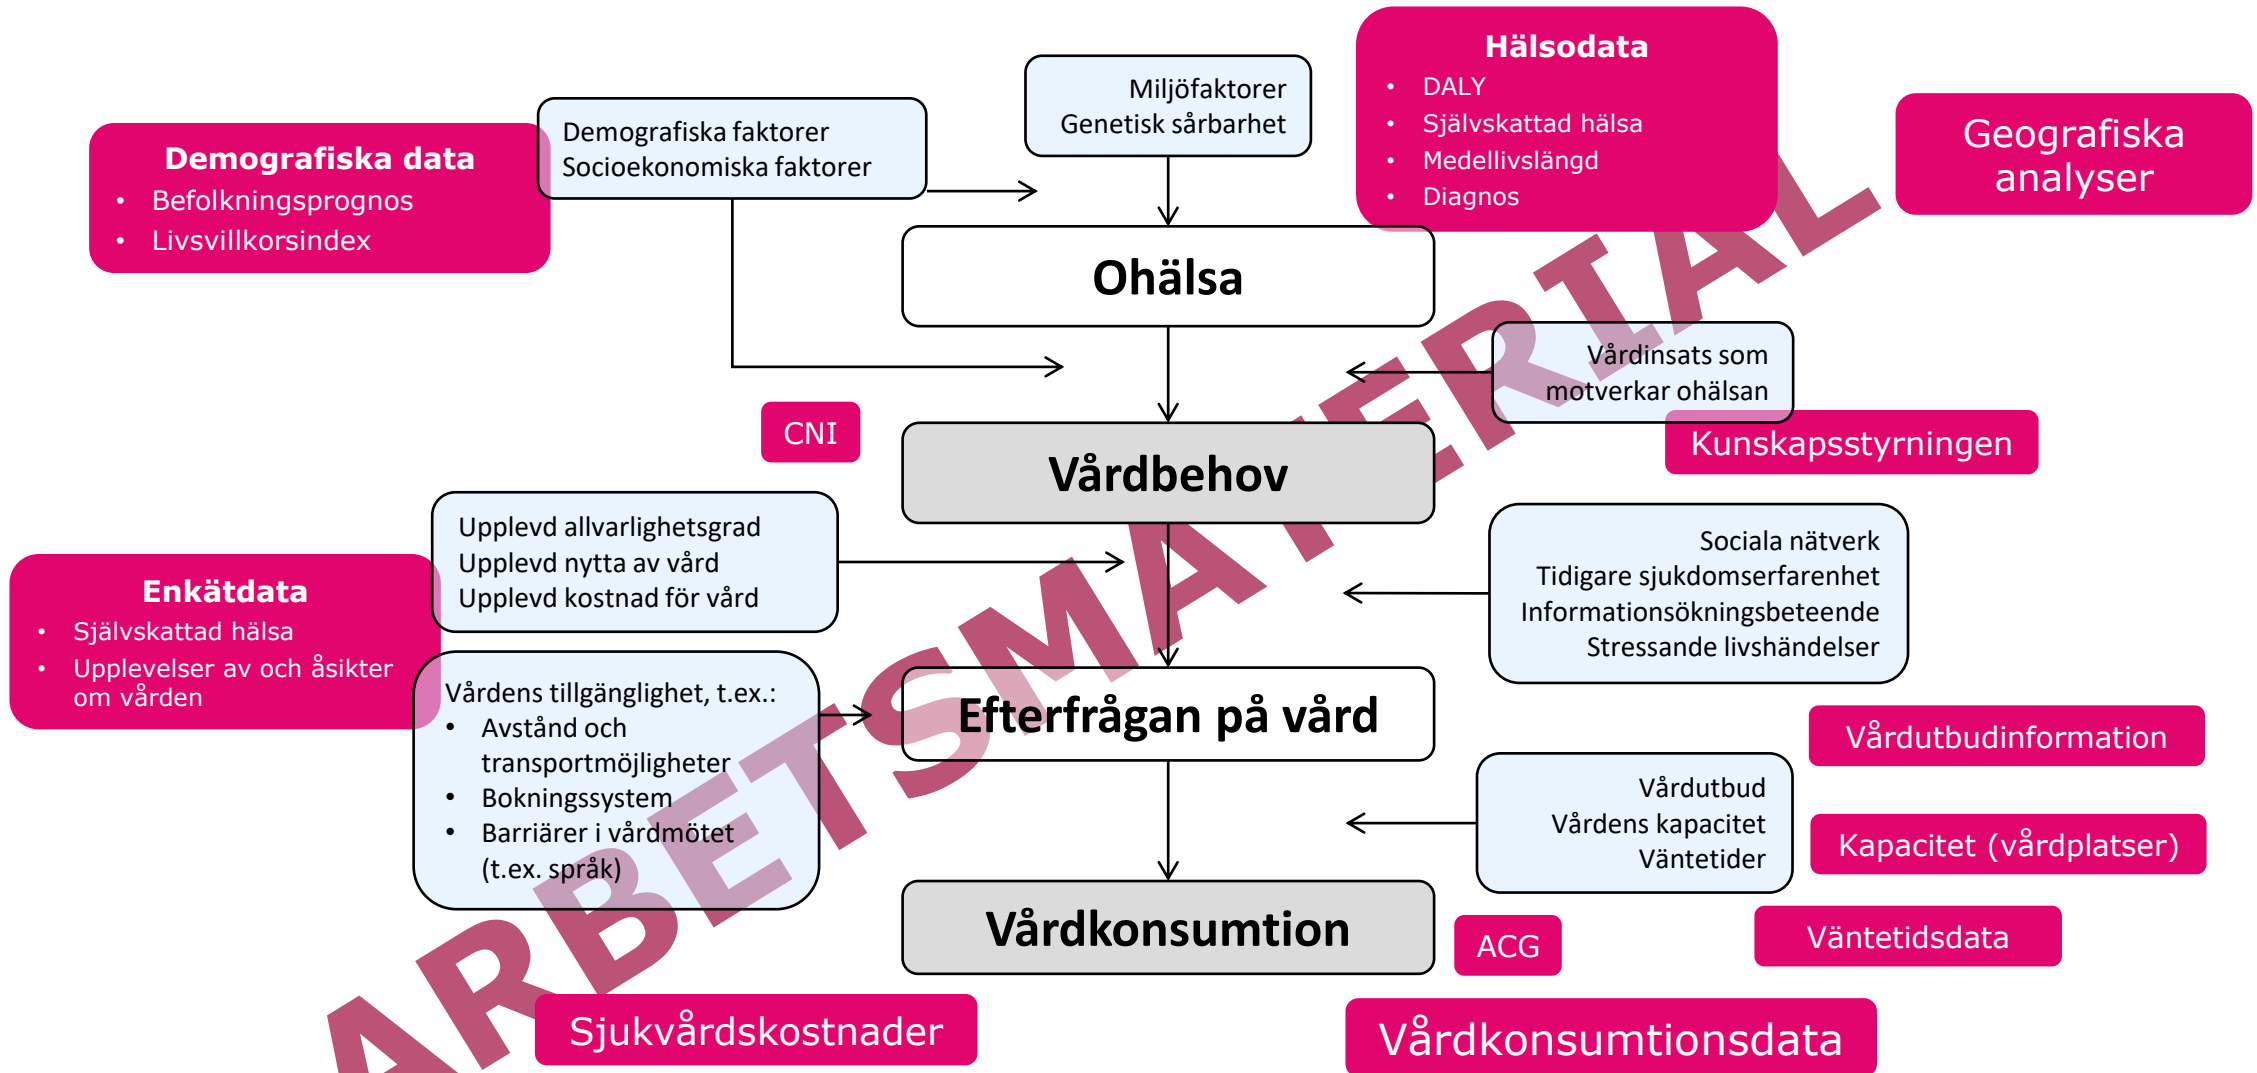 Hälsodata
• DALY
• Självskattad hälsa
• Medellivslängd
• Diagnos
Miljöfaktorer
Genetisk sårbarhet
Geografiska
analyser
Demografiska faktorer
Socioekonomiska faktorer
Demografiska data
• Befolkningsprognos
• Livsvillkorsindex
Ohälsa
Vårdinsats som
motverkar ohälsan
CNI
Kunskapsstyrningen
Vårdbehov
Upplevd allvarlighetsgrad
Upplevd nytta av vård
Upplevd kostnad för vård
Sociala nätverk
Tidigare sjukdomserfarenhet
Informationsökningsbeteende
Stressande livshändelser
Enkätdata
• Självskattad hälsa
• Upplevelser av och åsikter
om vården
Vårdens tillgänglighet, t.ex.:
• Avstånd och
transportmöjligheter
• Bokningssystem
• Barriärer i vårdmötet
(t.ex. språk)
Efterfrågan på vård
Vårdutbudinformation
Vårdutbud
Vårdens kapacitet
Väntetider
Kapacitet (vårdplatser)
Vårdkonsumtion
ACG
Väntetidsdata
Sjukvårdskostnader
Vårdkonsumtionsdata
ARBETSMATERIAL